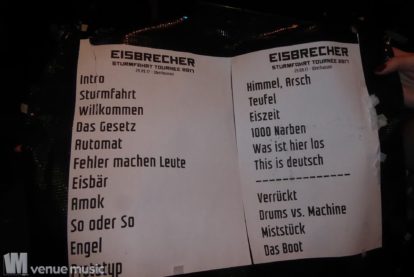 EISBRECHER
STURMFAHRT TOURNEE 2017
Intro
Sturmfahrt
Willkommen
Das Gesetz
Automat
Fehler machen Leute
Eisbär
Amok
So oder So
Engel
EISBRECHER
STURMFAHRT TOURNEE 2017
Himmel, Arsch
Teufel
Eiszeit
1000 Narben
Was ist hier los
This is deutsch
--------------
Verrückt
Drums vs. Machine
Miststück
Das Boot
venue music